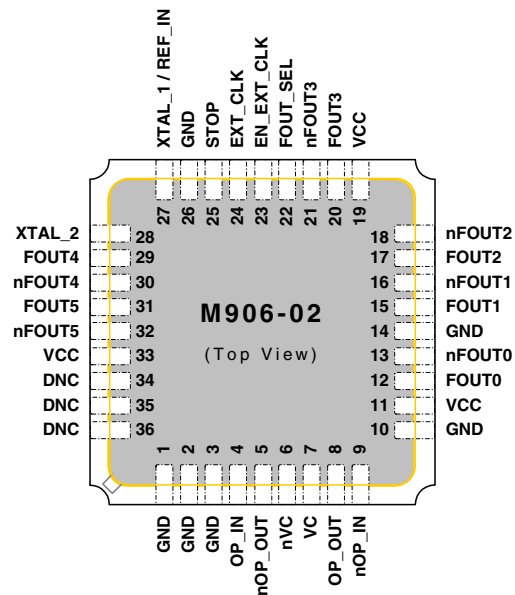 XTAL_1 / REF_IN
GND
STOP
EXT_CLK
EN_EXT_CLK
FOUT_SEL
nFOUT3
FOUT3
VCC
27
26
25
24
23
22
21
20
19
XTAL_2
28
FOUT4
29
nFOUT4
30
FOUT5
31
nFOUT5
32
VCC
33
DNC
34
DNC
35
DNC
36
M906-02
(Top View)
18
nFOUT2
17
FOUT2
16
nFOUT1
15
FOUT1
14
GND
13
nFOUT0
12
FOUT0
11
VCC
10
GND
1
2
3
4
5
6
7
8
9
GND
GND
GND
OP_IN
nOP_OUT
nVC
VC
OP_OUT
nOP_IN